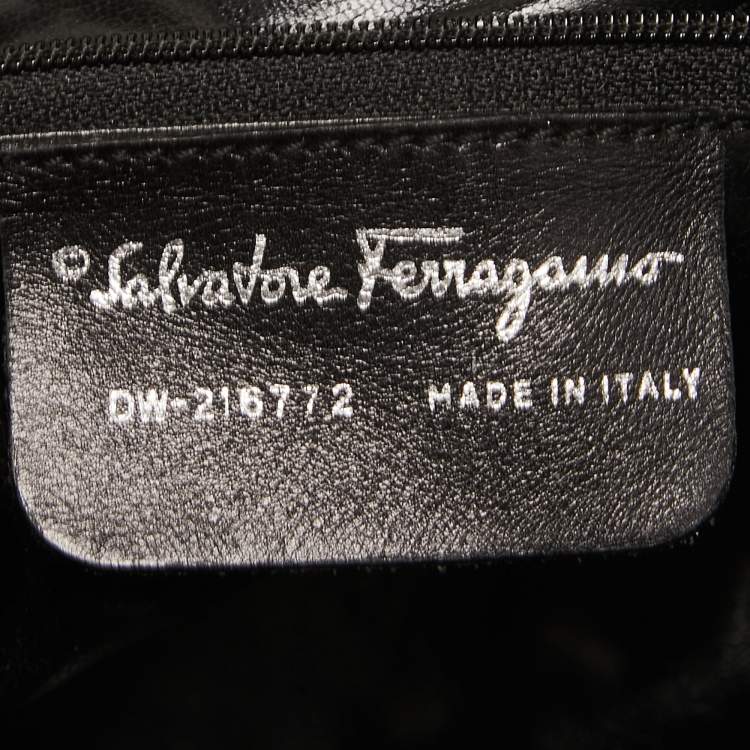 © Salvatore Ferragamo
DW-216772 MADE IN ITALY